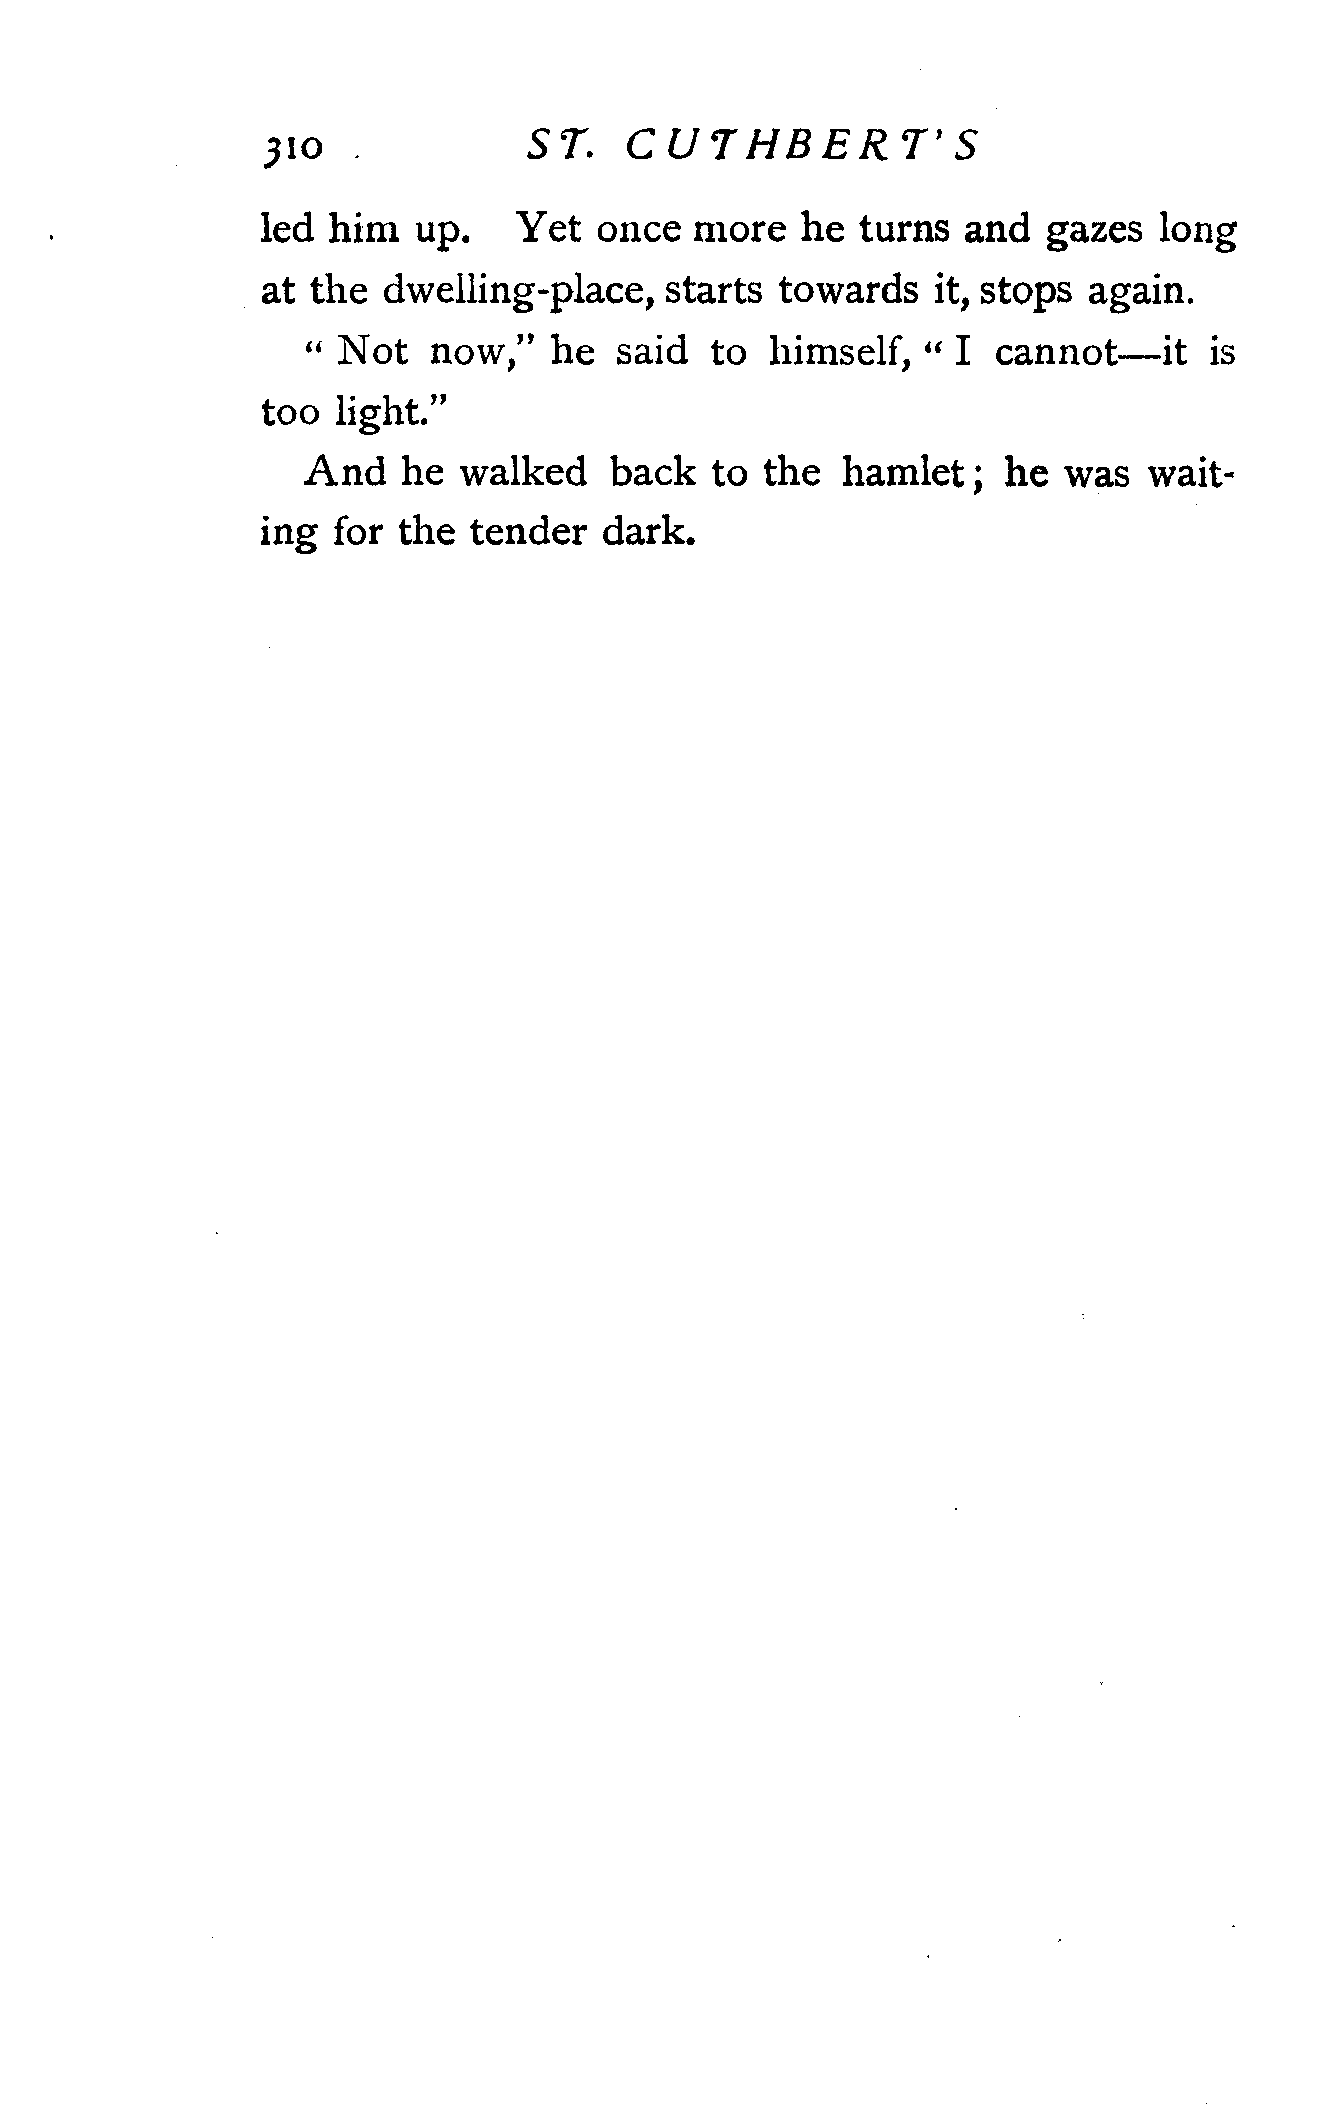 310 ST. CUTHBERT'S
led him up. Yet once more he turns and gazes long
at the dwelling-place, starts towards it, stops again.
" Not now," he said to himself, " I cannot—it is
too light."
And he walked back to the hamlet; he was wait-
ing for the tender dark.